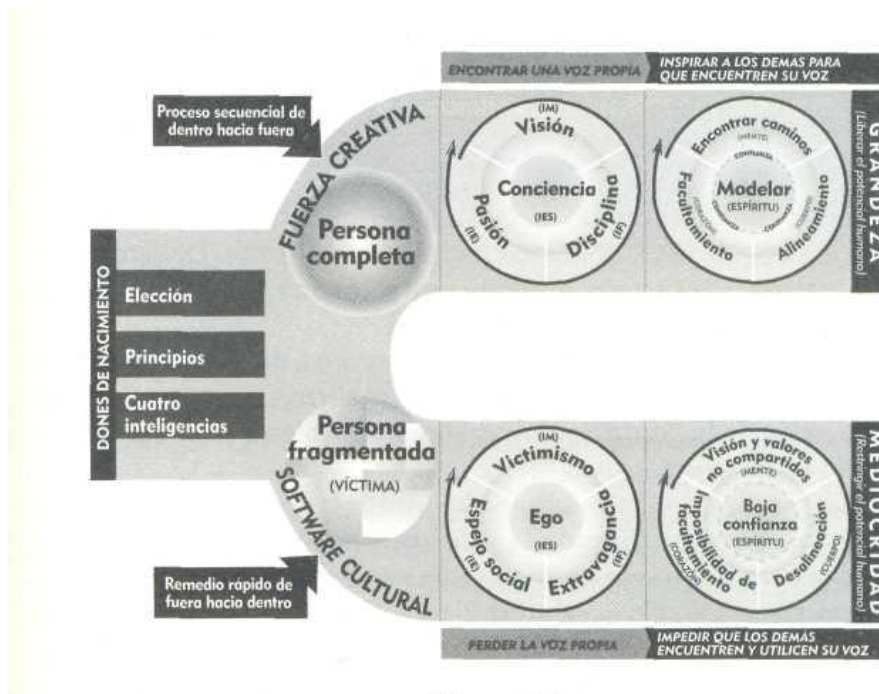 ENCONTRAR UNA VOZ PROPIA
INSPIRAR A LOS DEMÁS PARA
QUE ENCUENTREN SU VOZ
Proceso secuencial de
dentro hacia fuera
FUERZA CREATIVA
Persona
completa
(IM)
Visión
Conciencia
(IES)
Pasión
(IE)
Disciplina
(IF)
Encontrar caminos
(MENTE)
CONFIANZA
Modelar
(ESPÍRITU)
CONFIANZA
CONFIANZA
Facultamiento
(CORAZÓN)
Alineamiento
(CUERPO)
GRANDEZA
(Liberar el potencial humano)
DONES DE NACIMIENTO
Elección
Principios
Cuatro
inteligencias
Persona
fragmentada
(VÍCTIMA)
SOFTWARE CULTURAL
Remedio rápido de
fuera hacia dentro
(IM)
Victimismo
Ego
(IES)
Espejo social
(IE)
Extravagancia
(IF)
Visión y valores
no compartidos
(MENTE)
Baja
confianza
(ESPÍRITU)
Imposibilidad de
facultamiento
(CORAZÓN)
Desalineación
(CUERPO)
MEDIOCRIDAD
(Restringir el potencial humano)
PERDER LA VOZ PROPIA
IMPEDIR QUE LOS DEMÁS
ENCUENTREN Y UTILICEN SU VOZ